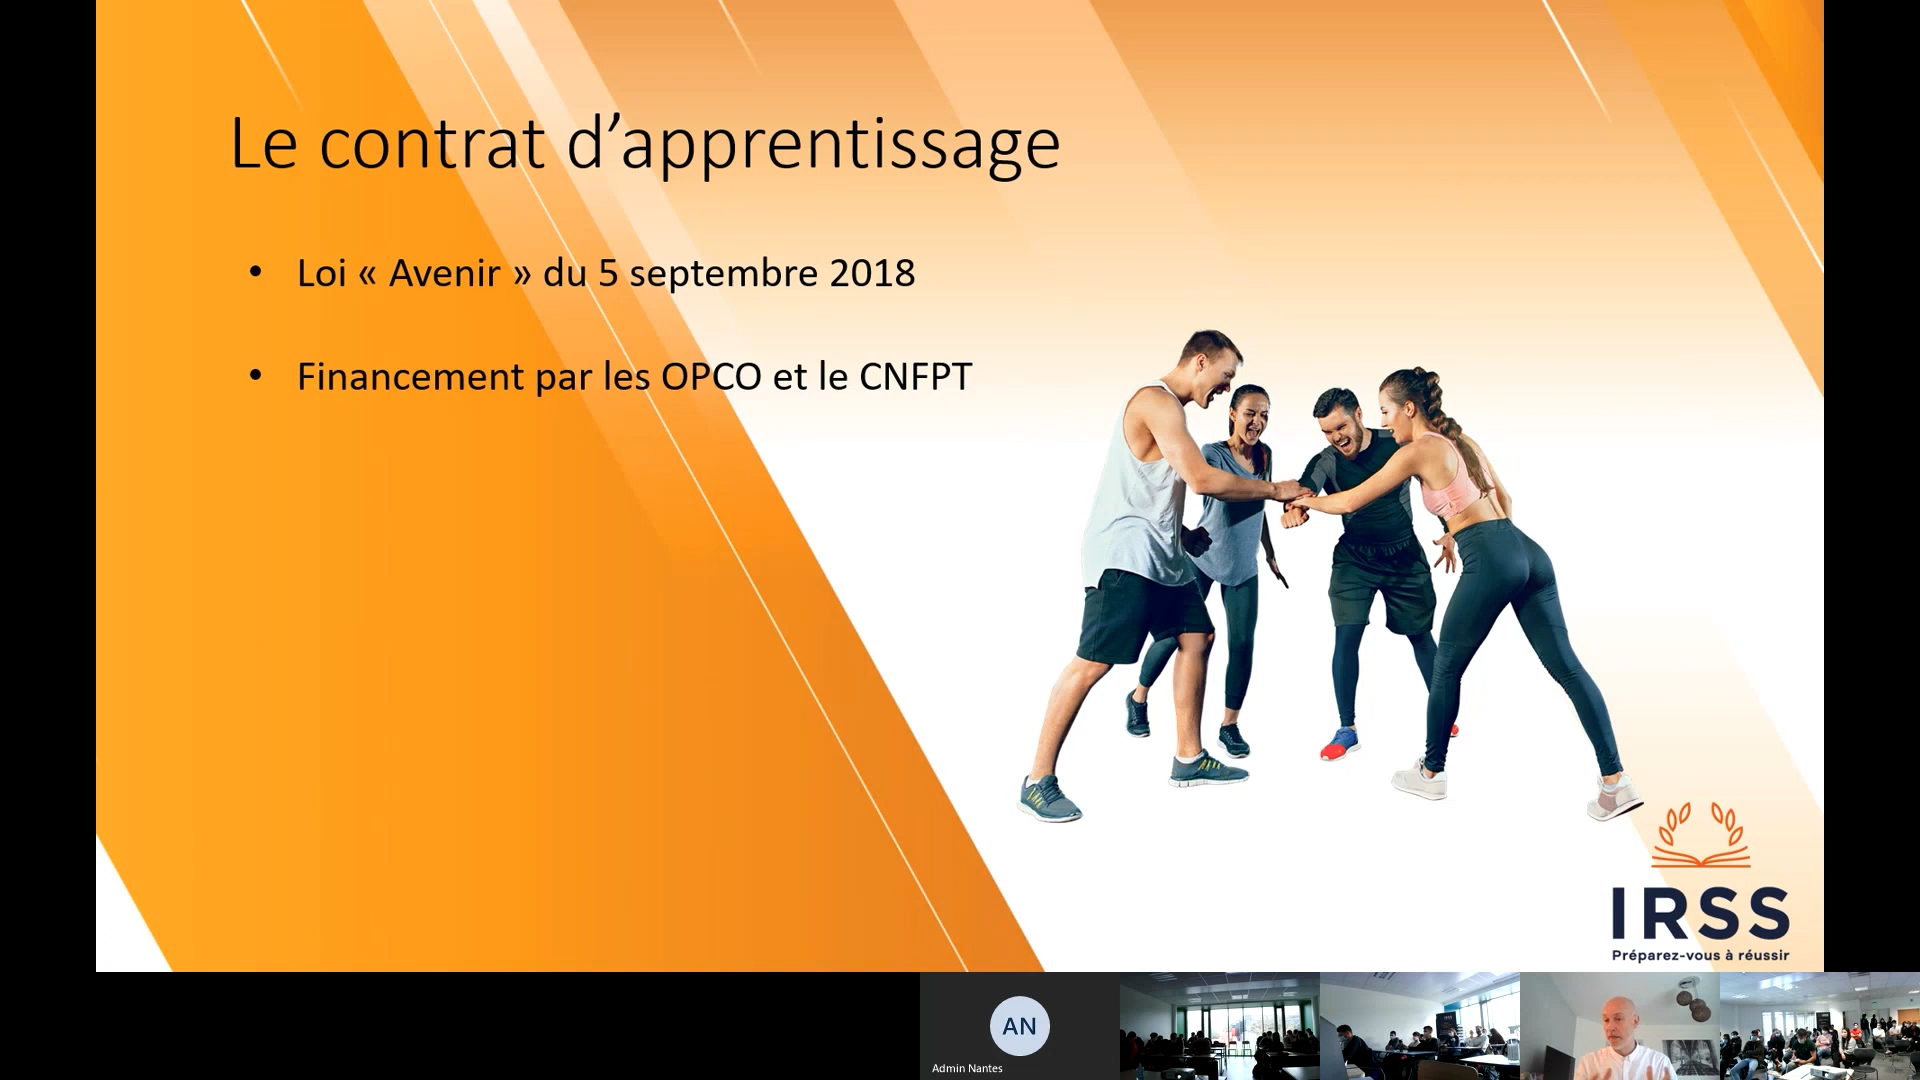 Le contrat d’apprentissage
• Loi « Avenir » du 5 septembre 2018
• Financement par les OPCO et le CNFPT
IRSS
Préparez-vous à réussir
AN
Admin Nantes